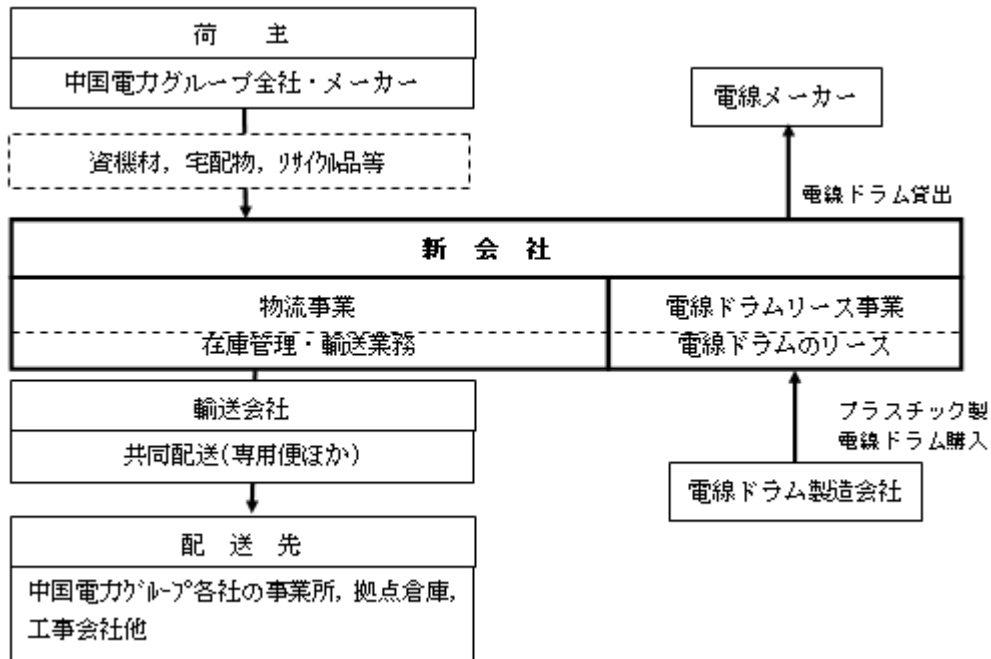 荷　主
中国電力グループ全社・メーカー
資機材，宅配物，ﾘｻｲｸﾙ品等
電線メーカー
電線ドラム貸出
新　会　社
物流事業
在庫管理・輸送業務
電線ドラムリース事業
電線ドラムのリース
輸送会社
共同配送(専用便ほか)
プラスチック製
電線ドラム購入
電線ドラム製造会社
配　送　先
中国電力ｸﾞﾙｰﾌﾟ各社の事業所，拠点倉庫，
工事会社他